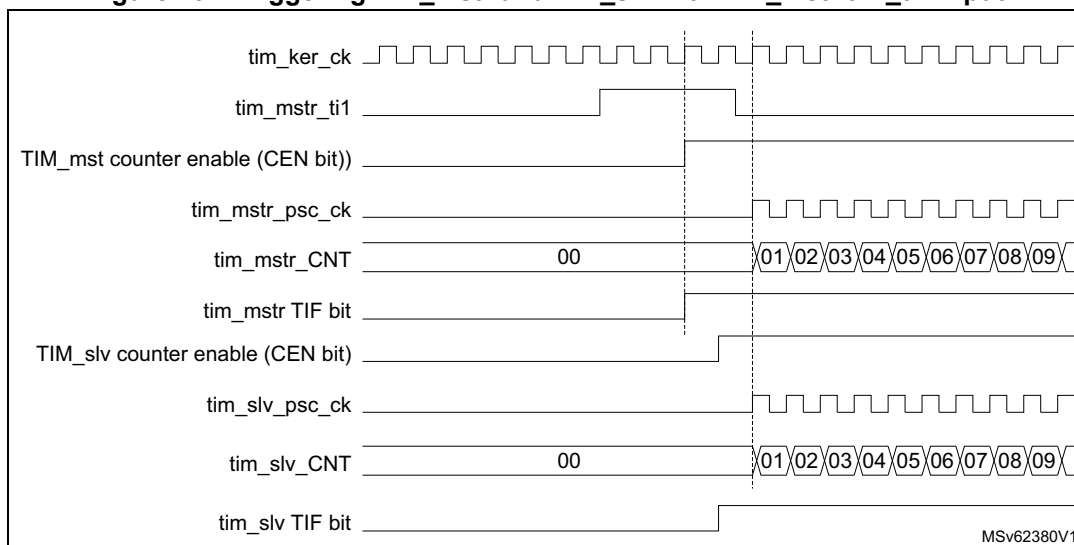 tim_ker_ck
tim_mstr_ti1
TIM_mst counter enable (CEN bit))
tim_mstr_psc_ck
tim_mstr_CNT 00 01 02 03 04 05 06 07 08 09
tim_mstr TIF bit
TIM_slv counter enable (CEN bit)
tim_slv_psc_ck
tim_slv_CNT 00 01 02 03 04 05 06 07 08 09
tim_slv TIF bit
MSv62380V1